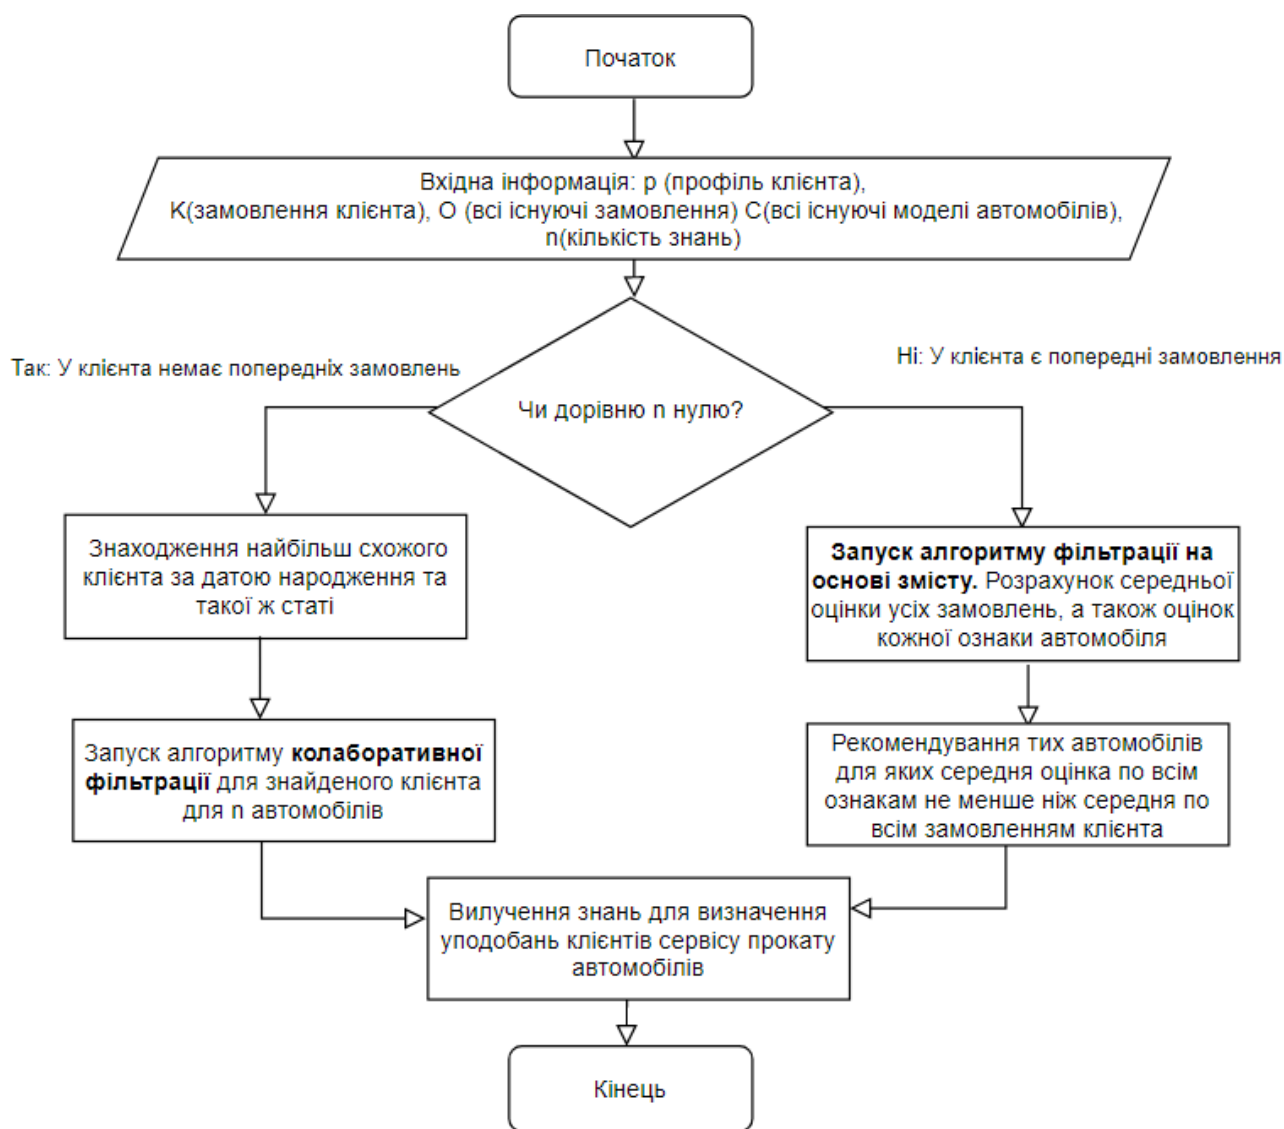 Початок
Вхідна інформація: p (профіль клієнта),
К(замовлення клієнта), О (всі існуючі замовлення) С(всі існуючі моделі автомобілів),
n(кількість знань)
Так: У клієнта немає попередніх замовлень
Ні: У клієнта є попередні замовлення
Чи дорівню n нулю?
Знаходження найбільш схожого
клієнта за датою народження та
такої ж статі
Запуск алгоритму фільтрації на
основі змісту. Розрахунок середньої
оцінки усіх замовлень, а також оцінок
кожної ознаки автомобіля
Запуск алгоритму колаборативної
фільтрації для знайденого клієнта
для n автомобілів
Рекомендування тих автомобілів
для яких середня оцінка по всім
ознакам не менше ніж середня по
всім замовленням клієнта
Вилучення знань для визначення
уподобань клієнтів сервісу прокату
автомобілів
Кінець